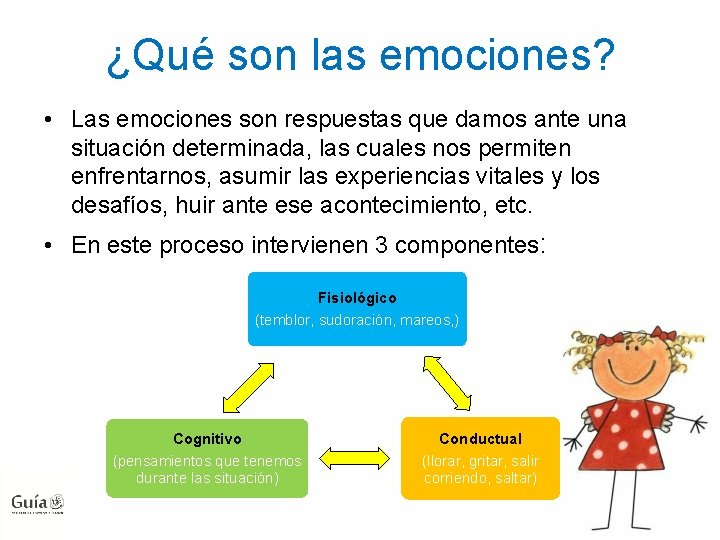 ¿Qué son las emociones?
• Las emociones son respuestas que damos ante una
situación determinada, las cuales nos permiten
enfrentarnos, asumir las experiencias vitales y los
desafíos, huir ante ese acontecimiento, etc.
• En este proceso intervienen 3 componentes:
Fisiológico
(temblor, sudoración, mareos, )
Cognitivo
(pensamientos que tenemos
durante las situación)
Conductual
(llorar, gritar, salir
corriendo, saltar)
Guía